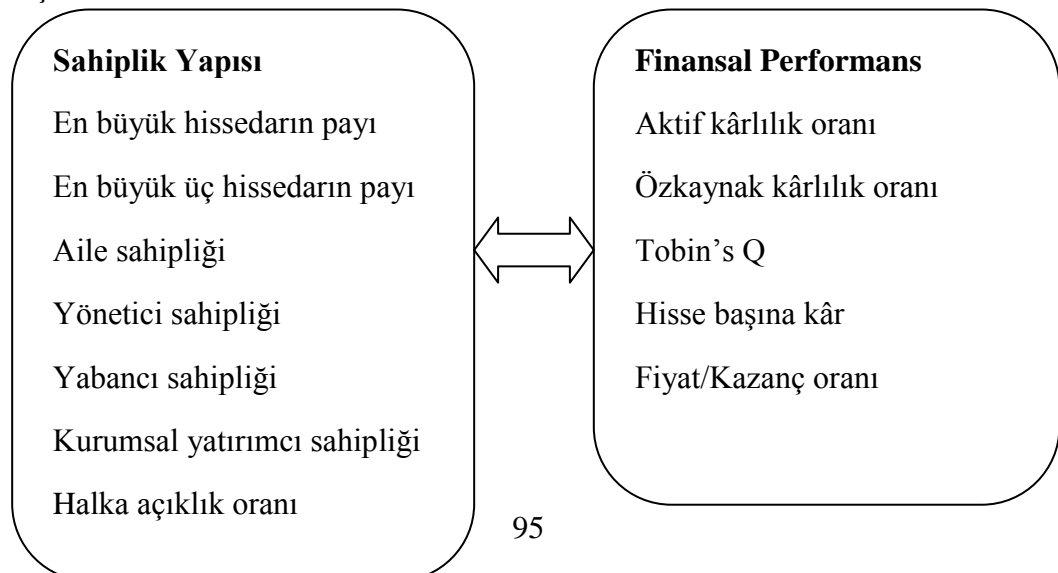 Sahiplik Yapısı
En büyük hissedarın payı
En büyük üç hissedarın payı
Aile sahipliği
Yönetici sahipliği
Yabancı sahipliği
Kurumsal yatırımcı sahipliği
Halka açıklık oranı
Finansal Performans
Aktif kârlılık oranı
Özkaynak kârlılık oranı
Tobin’s Q
Hisse başına kâr
Fiyat/Kazanç oranı
95